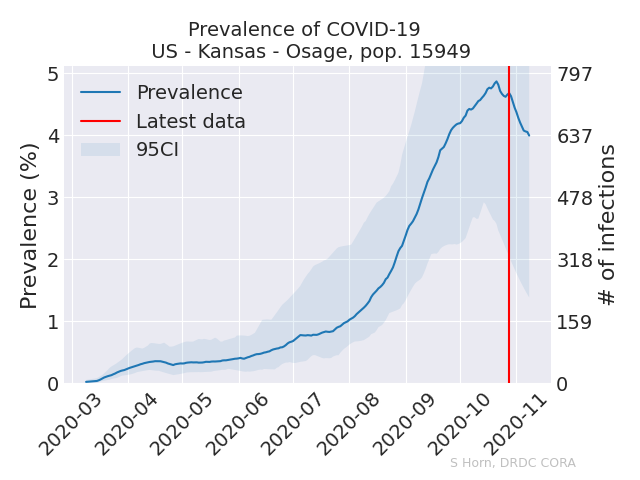 Prevalence of COVID-19
US - Kansas - Osage, pop. 15949
Prevalence (%)
5
4
3
2
1
0
Prevalence
Latest data
95CI
797
637
478
318
159
0
# of infections
2020-03
2020-04
2020-05
2020-06
2020-07
2020-08
2020-09
2020-10
2020-11
S Horn, DRDC CORA